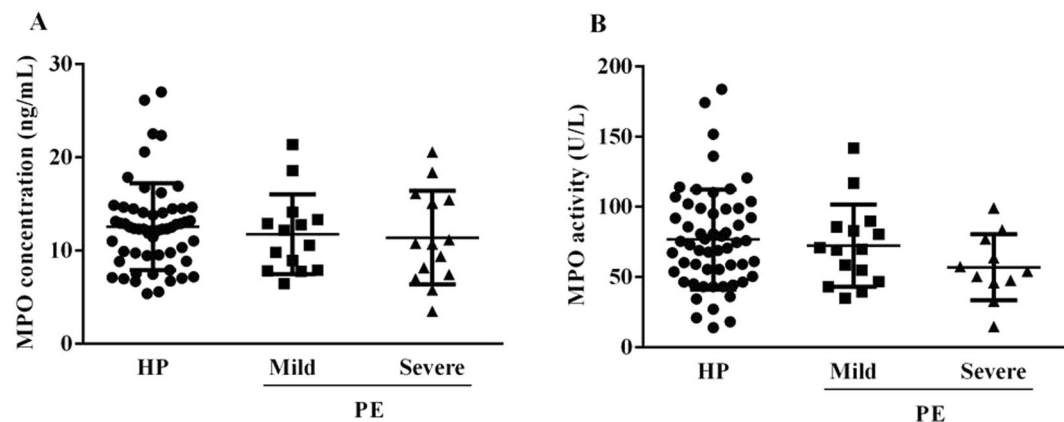 A
MPO concentration (ng/mL)
30
20
10
0
HP
Mild
Severe
PE
B
MPO activity (U/L)
200
150
100
50
0
HP
Mild
Severe
PE